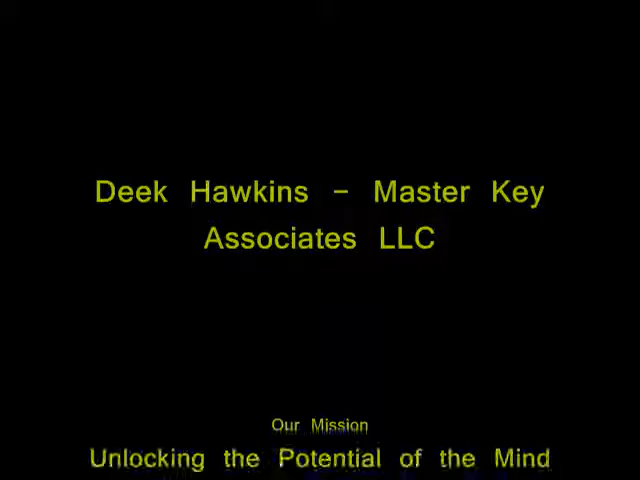 Deek Hawkins - Master Key
Associates LLC
Our Mission
Unlocking the Potential of the Mind